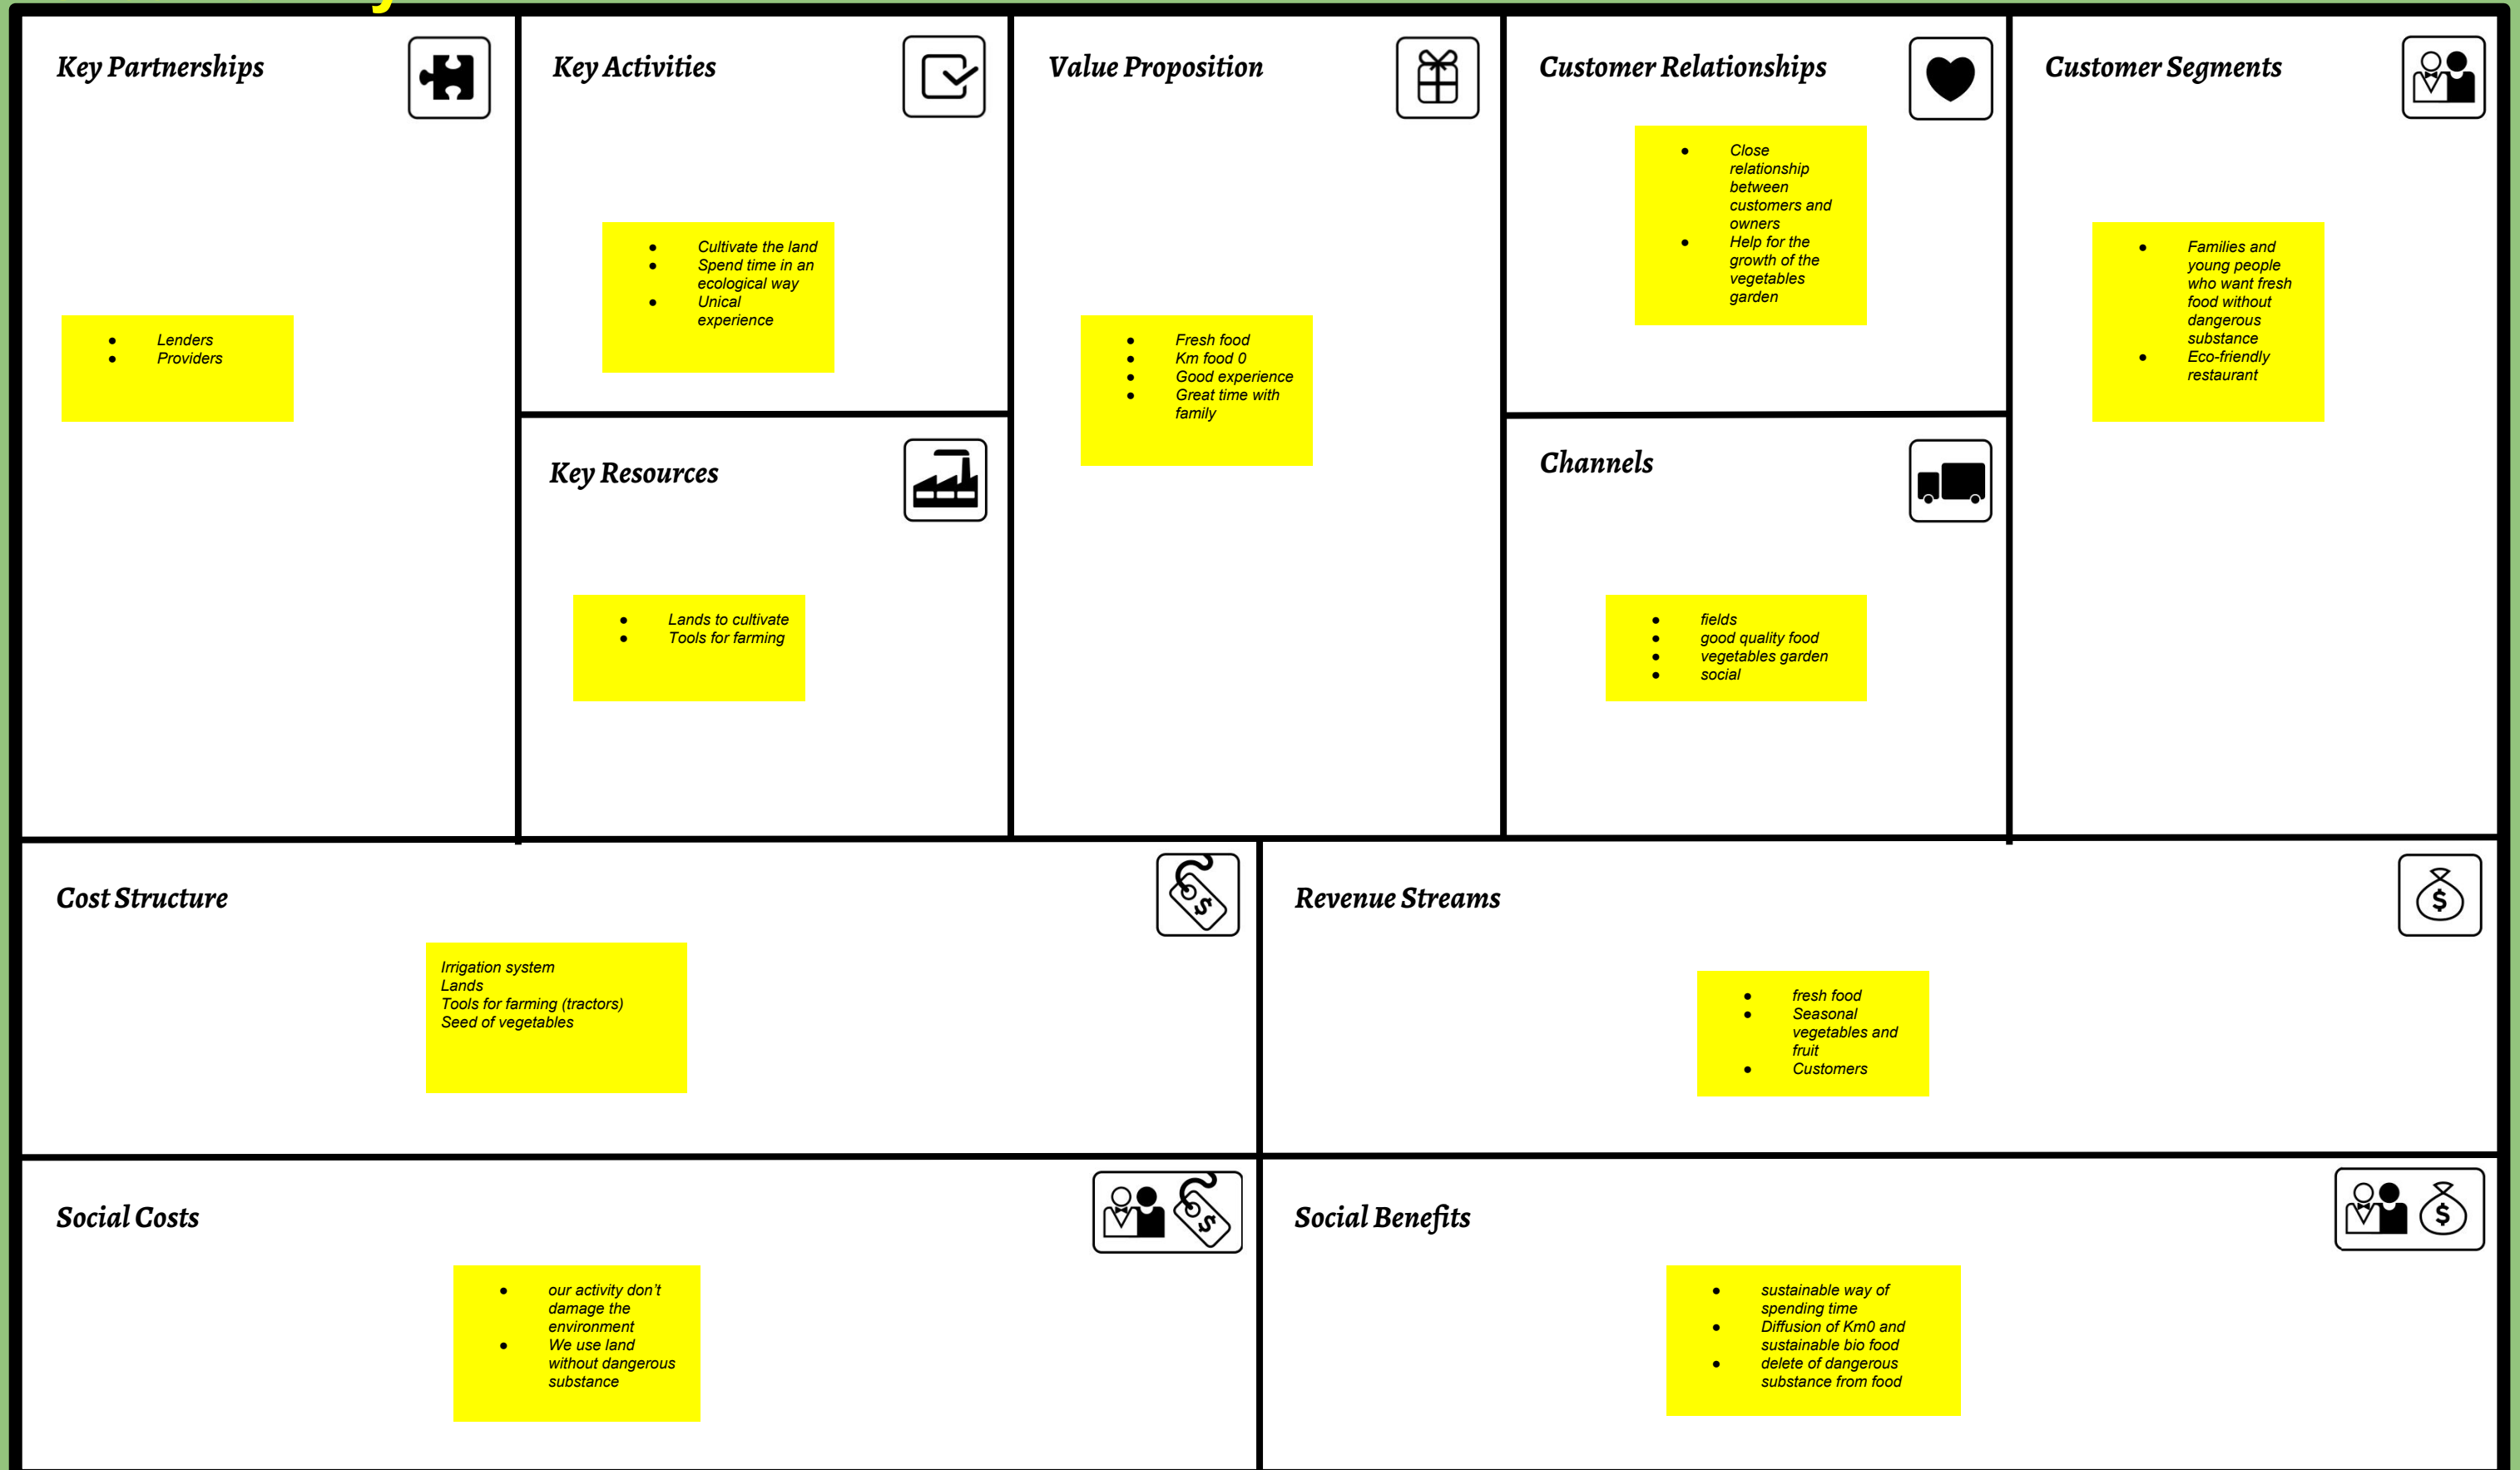 Key Partnerships
• Lenders
• Providers
Key Activities
• Cultivate the land
• Spend time in an
ecological way
• Unical
experience
Key Resources
• Lands to cultivate
• Tools for farming
Value Proposition
• Fresh food
• Km food 0
• Good experience
• Great time with
family
Customer Relationships
• Close
relationship
between
customers and
owners
• Help for the
growth of the
vegetables
garden
Channels
• fields
• good quality food
• vegetables garden
• social
Customer Segments
• Families and
young people
who want fresh
food without
dangerous
substance
• Eco-friendly
restaurant
Cost Structure
Irrigation system
Lands
Tools for farming (tractors)
Seed of vegetables
Revenue Streams
• fresh food
• Seasonal
vegetables and
fruit
• Customers
Social Costs
• our activity don’t
damage the
environment
• We use land
without dangerous
substance
Social Benefits
• sustainable way of
spending time
• Diffusion of Km0 and
sustainable bio food
• delete of dangerous
substance from food